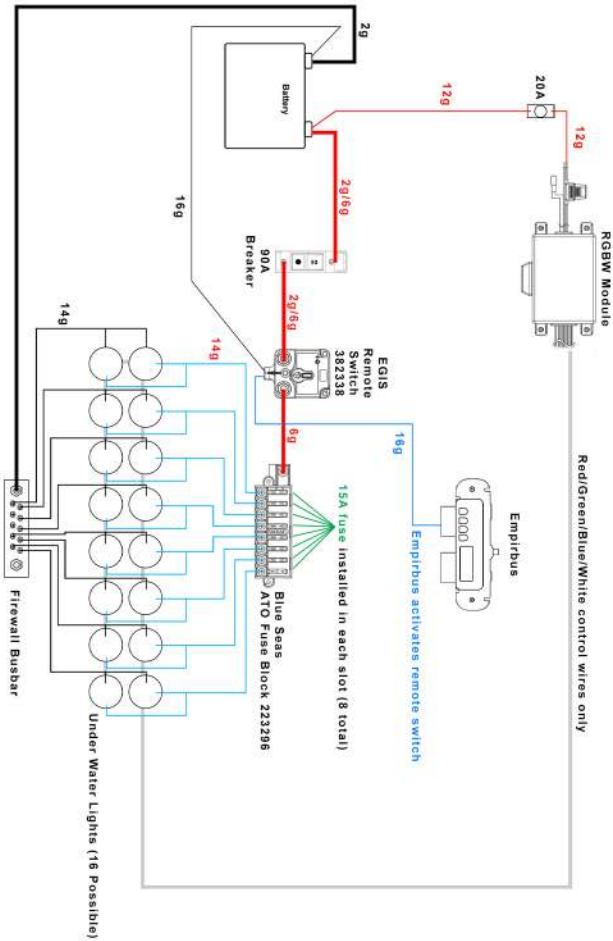 2g
Battery
16g
12g
20A
12g
RGBW Module
2g/6g
90A
Breaker
2g/6g
EGIS
Remote
Switch
382338
6g
16g
Empirbus
Red/Green/Blue/White control wires only
Empirbus activates remote switch
15A fuse installed in each slot (8 total)
Blue Seas
ATO Fuse Block 223296
14g
14g
Under Water Lights (16 Possible)
Firewall Busbar